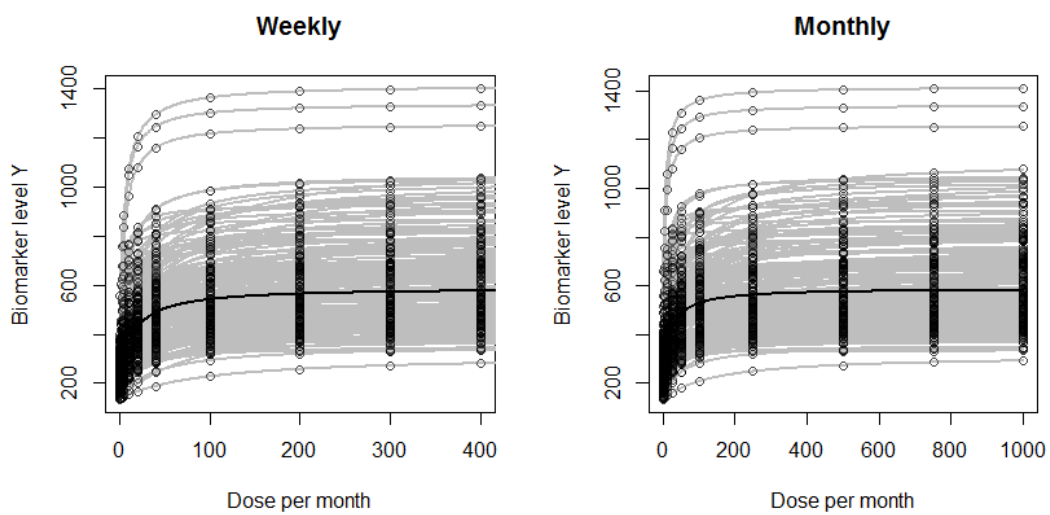 Weekly
Biomarker level Y
1400
1000
600
200
0 100 200 300 400
Dose per month
Monthly
Biomarker level Y
1400
1000
600
200
0 200 400 600 800 1000
Dose per month